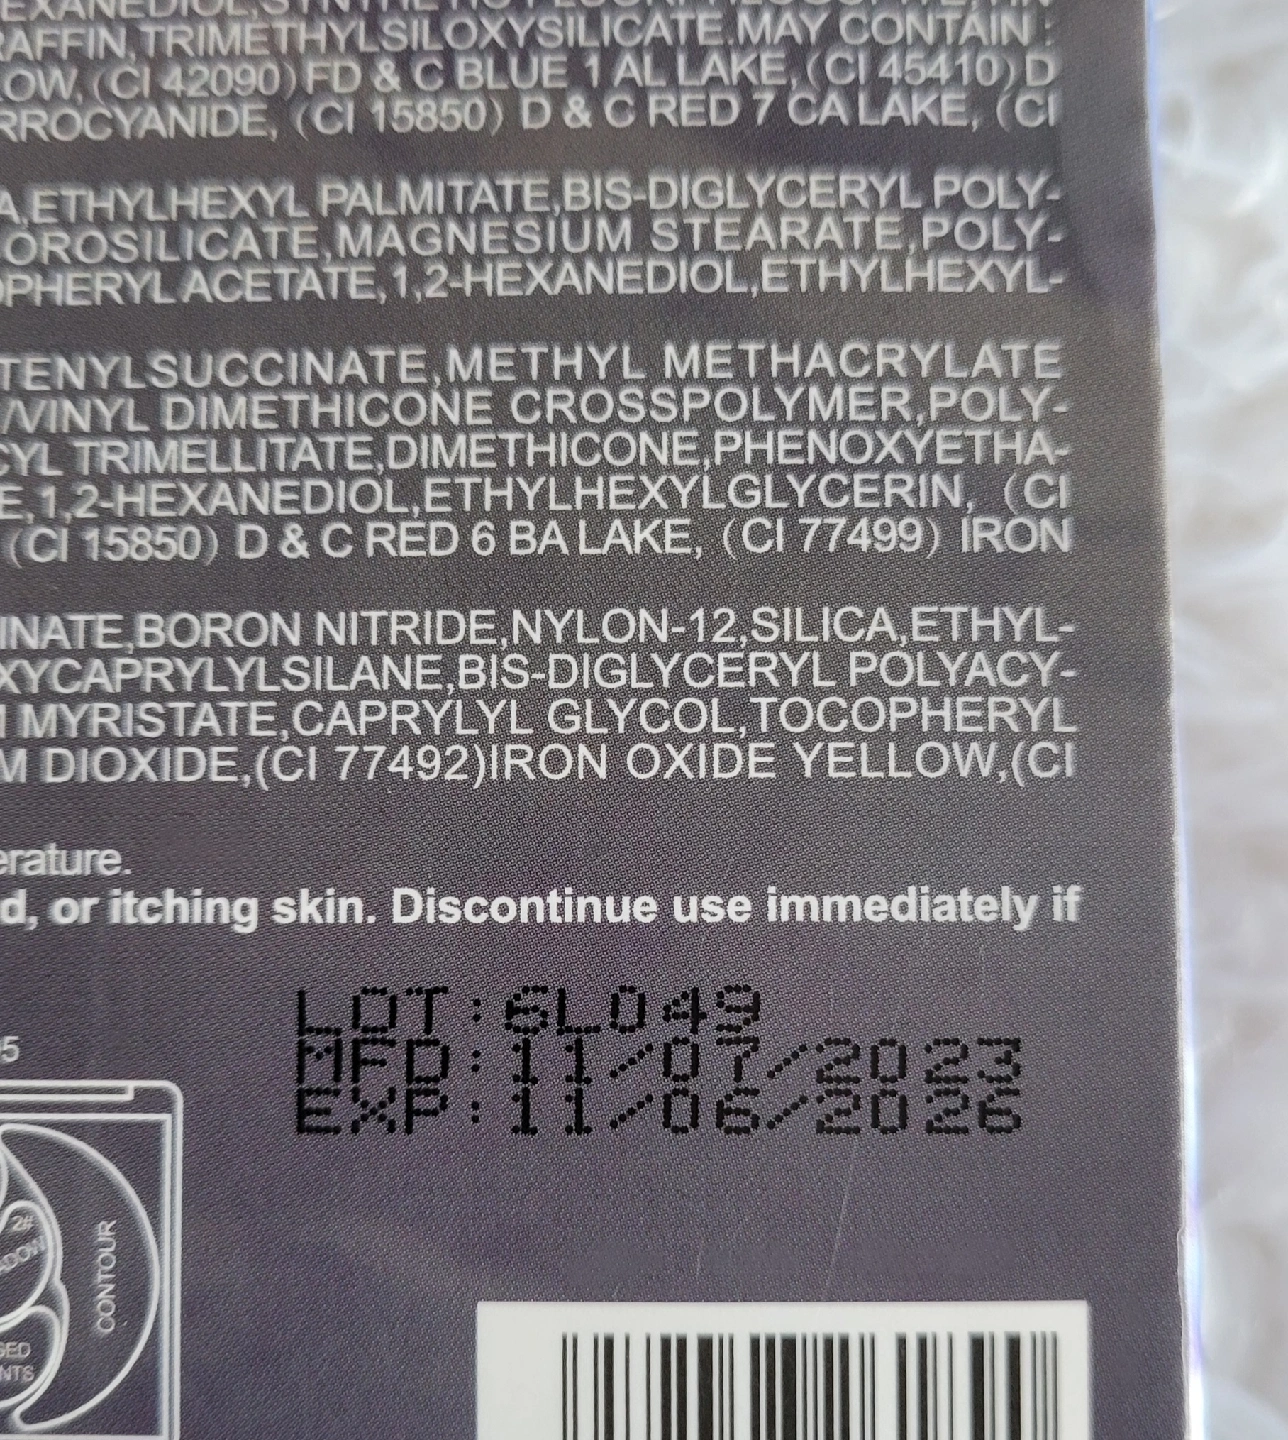 RAFFIN,TRIMETHYLSILOXYSILICATE.MAY CONTAIN :
OW, (CI 42090) FD & C BLUE 1 AL LAKE, (CI 45410) D
RROCYANIDE, (CI 15850) D & C RED 7 CA LAKE, (CI
A,ETHYLHEXYL PALMITATE,BIS-DIGLYCERYL POLY-
OROSILICATE,MAGNESIUM STEARATE,POLY-
OPHERYL ACETATE,1,2-HEXANEDIOL,ETHYLHEXYL-
TENYLSUCCINATE,METHYL METHACRYLATE
/VINYL DIMETHICONE CROSSPOLYMER,POLY-
CYL TRIMELLITATE,DIMETHICONE,PHENOXYETHA-
E,1,2-HEXANEDIOL,ETHYLHEXYLGLYCERIN, (CI
(CI 15850) D & C RED 6 BA LAKE, (CI 77499) IRON
INATE,BORON NITRIDE,NYLON-12,SILICA,ETHYL-
XYCAPRYLYLSILANE,BIS-DIGLYCERYL POLYACY-
MYRISTATE,CAPRYLYL GLYCOL,TOCOPHERYL
M DIOXIDE,(CI 77492)IRON OXIDE YELLOW,(CI
erature.
d, or itching skin. Discontinue use immediately if
LOT:6L049
5
MFD:11/07/2023
EXP:11/06/2026
2#
ADOW
CONTOUR
SED
NTS